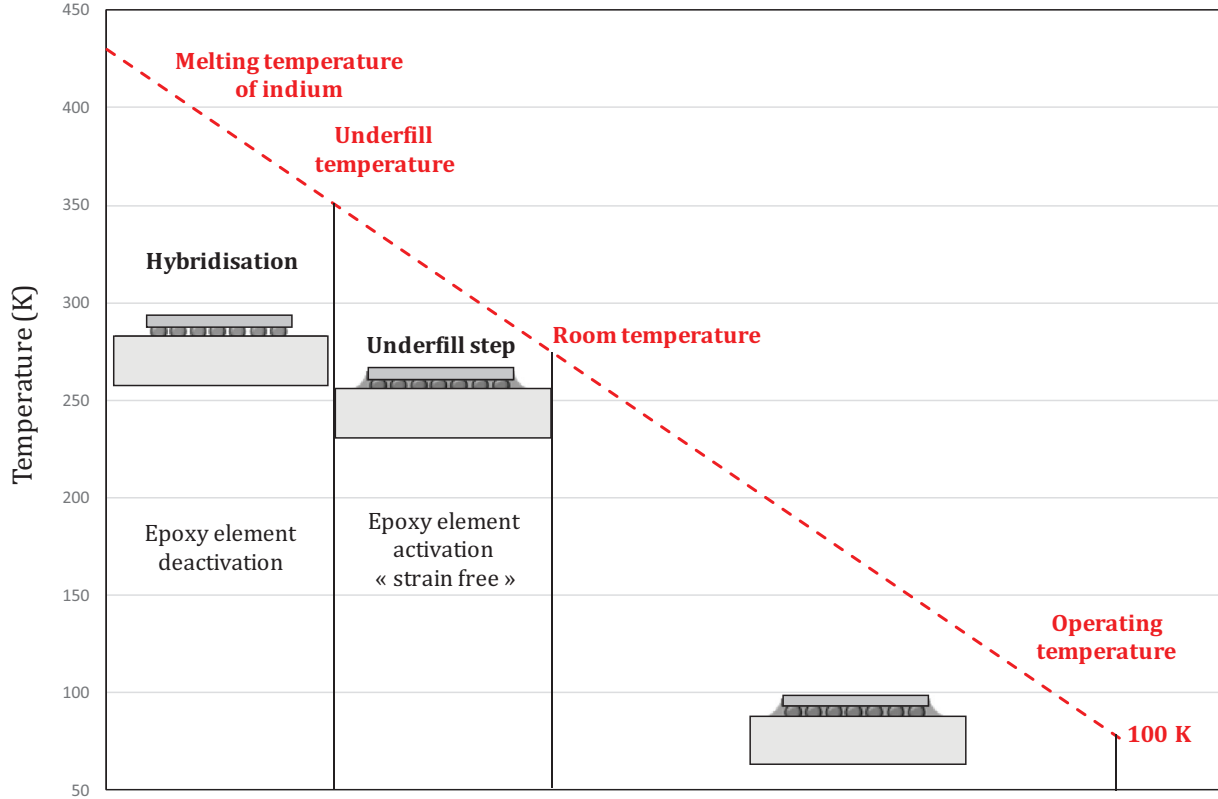 450
400
350
300
250
200
150
100
50
Temperature (K)
Melting temperature
of indium
Underfill
temperature
Hybridisation
Underfill step
Room temperature
Epoxy element
deactivation
Epoxy element
activation
« strain free »
Operating
temperature
100 K